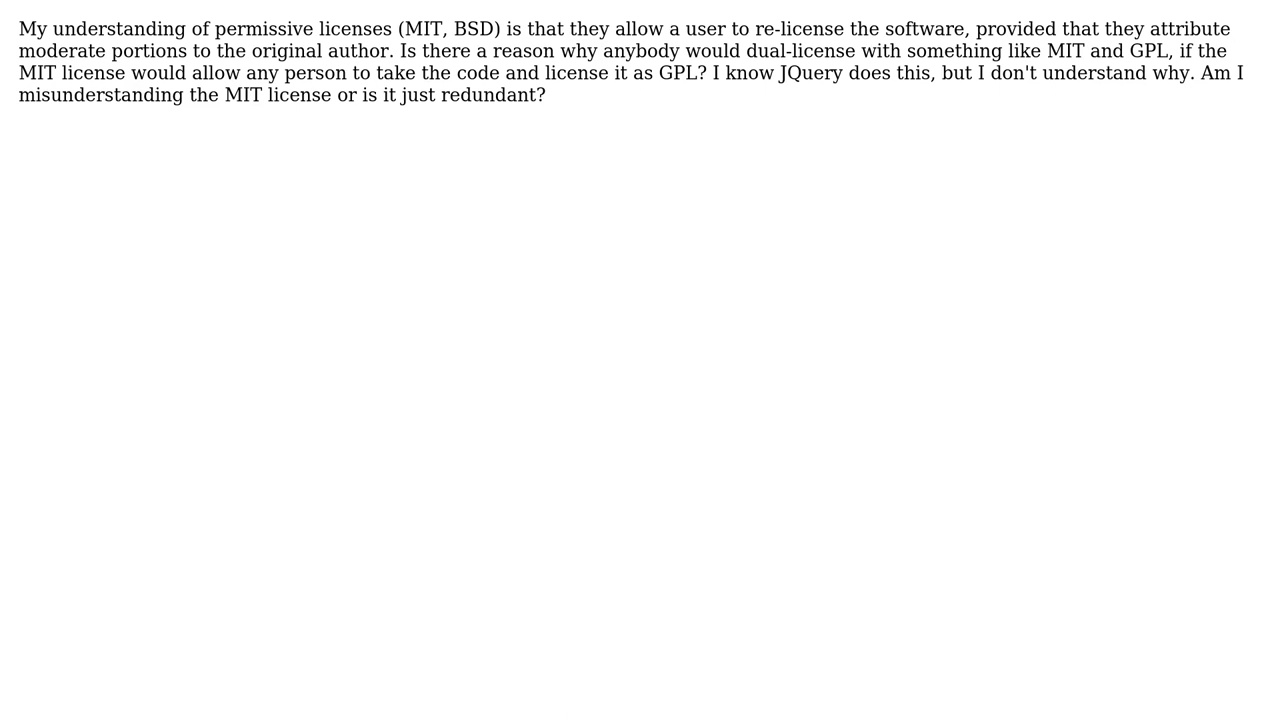 My understanding of permissive licenses (MIT, BSD) is that they allow a user to re-license the software, provided that they attribute
moderate portions to the original author. Is there a reason why anybody would dual-license with something like MIT and GPL, if the
MIT license would allow any person to take the code and license it as GPL? I know JQuery does this, but I don't understand why. Am I
misunderstanding the MIT license or is it just redundant?